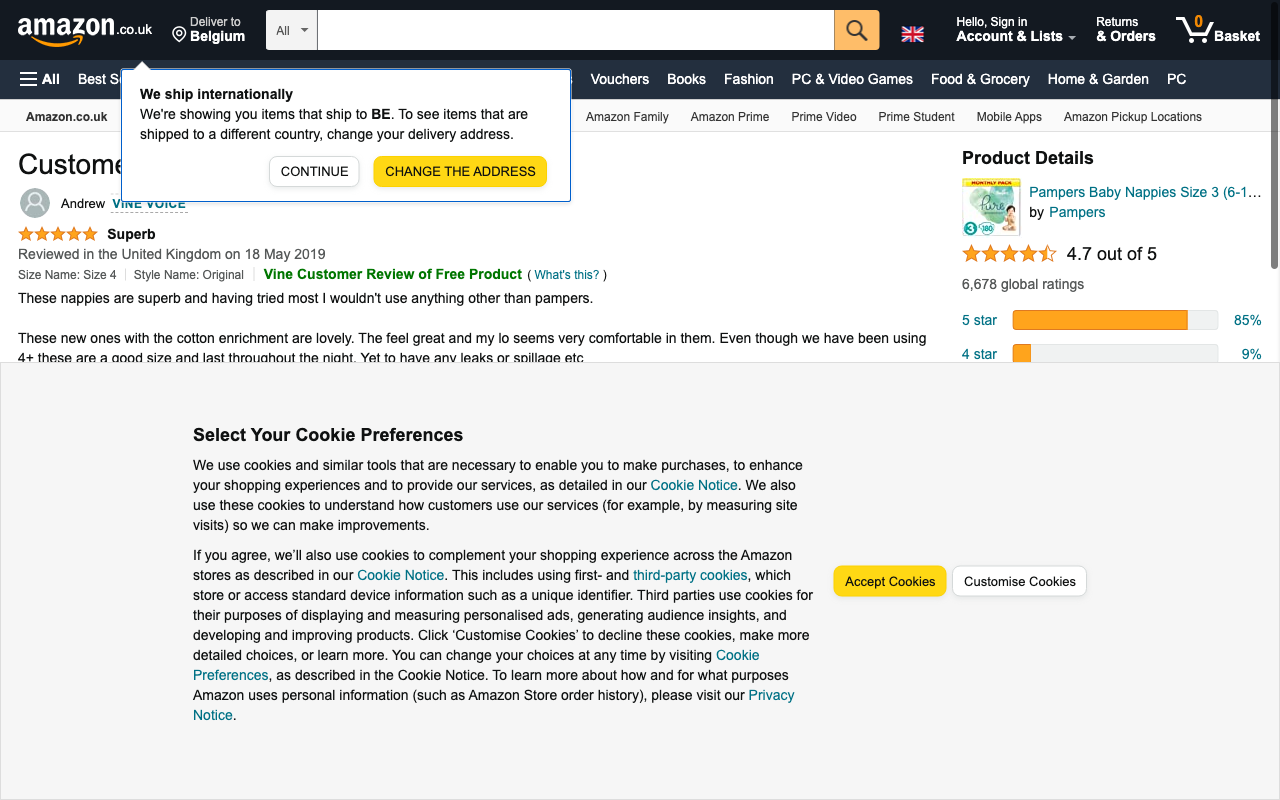 amazon.co.uk
Deliver to
Belgium
All
Hello, Sign in
Account & Lists
Returns
& Orders
0
Basket
All
Best
Vouchers
Books
Fashion
PC & Video Games
Food & Grocery
Home & Garden
PC
We ship internationally
We're showing you items that ship to BE. To see items that are
shipped to a different country, change your delivery address.
CONTINUE
CHANGE THE ADDRESS
Amazon.co.uk
Amazon Family
Amazon Prime
Prime Video
Prime Student
Mobile Apps
Amazon Pickup Locations
Custome
Andrew VINE VOICE
Superb
Reviewed in the United Kingdom on 18 May 2019
Size Name: Size 4 Style Name: Original Vine Customer Review of Free Product ( What's this? )
These nappies are superb and having tried most I wouldn't use anything other than pampers.
These new ones with the cotton enrichment are lovely. The feel great and my lo seems very comfortable in them. Even though we have been using
4+ these are a good size and last throughout the night. Yet to have any leaks or spillage etc
Product Details
MONTHLY PACK
Pure
3
180
Pampers Baby Nappies Size 3 (6-1…
by Pampers
4.7 out of 5
6,678 global ratings
5 star 85%
4 star 9%
Select Your Cookie Preferences
We use cookies and similar tools that are necessary to enable you to make purchases, to enhance
your shopping experiences and to provide our services, as detailed in our Cookie Notice. We also
use these cookies to understand how customers use our services (for example, by measuring site
visits) so we can make improvements.
If you agree, we’ll also use cookies to complement your shopping experience across the Amazon
stores as described in our Cookie Notice. This includes using first- and third-party cookies, which
store or access standard device information such as a unique identifier. Third parties use cookies for
their purposes of displaying and measuring personalised ads, generating audience insights, and
developing and improving products. Click ‘Customise Cookies’ to decline these cookies, make more
detailed choices, or learn more. You can change your choices at any time by visiting Cookie
Preferences, as described in the Cookie Notice. To learn more about how and for what purposes
Amazon uses personal information (such as Amazon Store order history), please visit our Privacy
Notice.
Accept Cookies
Customise Cookies